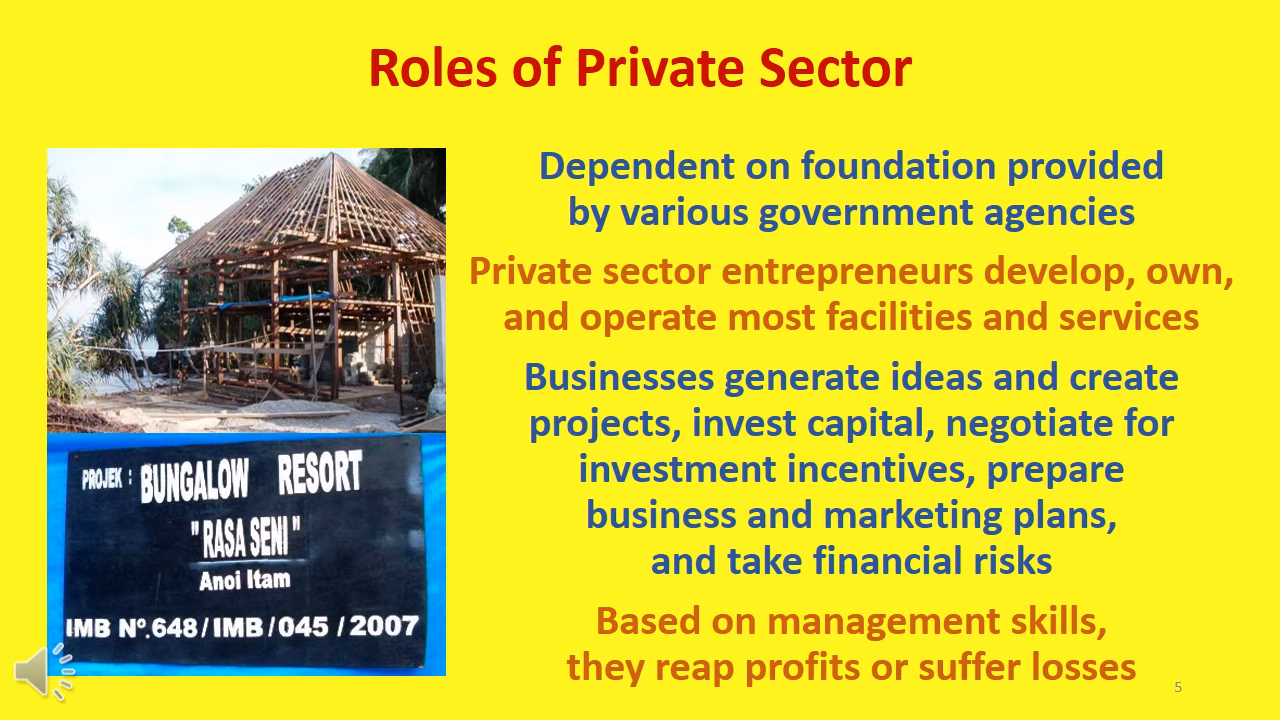 Roles of Private Sector
Dependent on foundation provided
by various government agencies
Private sector entrepreneurs develop, own,
and operate most facilities and services
Businesses generate ideas and create
projects, invest capital, negotiate for
investment incentives, prepare
business and marketing plans,
and take financial risks
Based on management skills,
they reap profits or suffer losses
PROJEK : BUNGALOW RESORT
" RASA SENI "
Anoi Itam
IMB Nº.648/IMB/045/2007
5